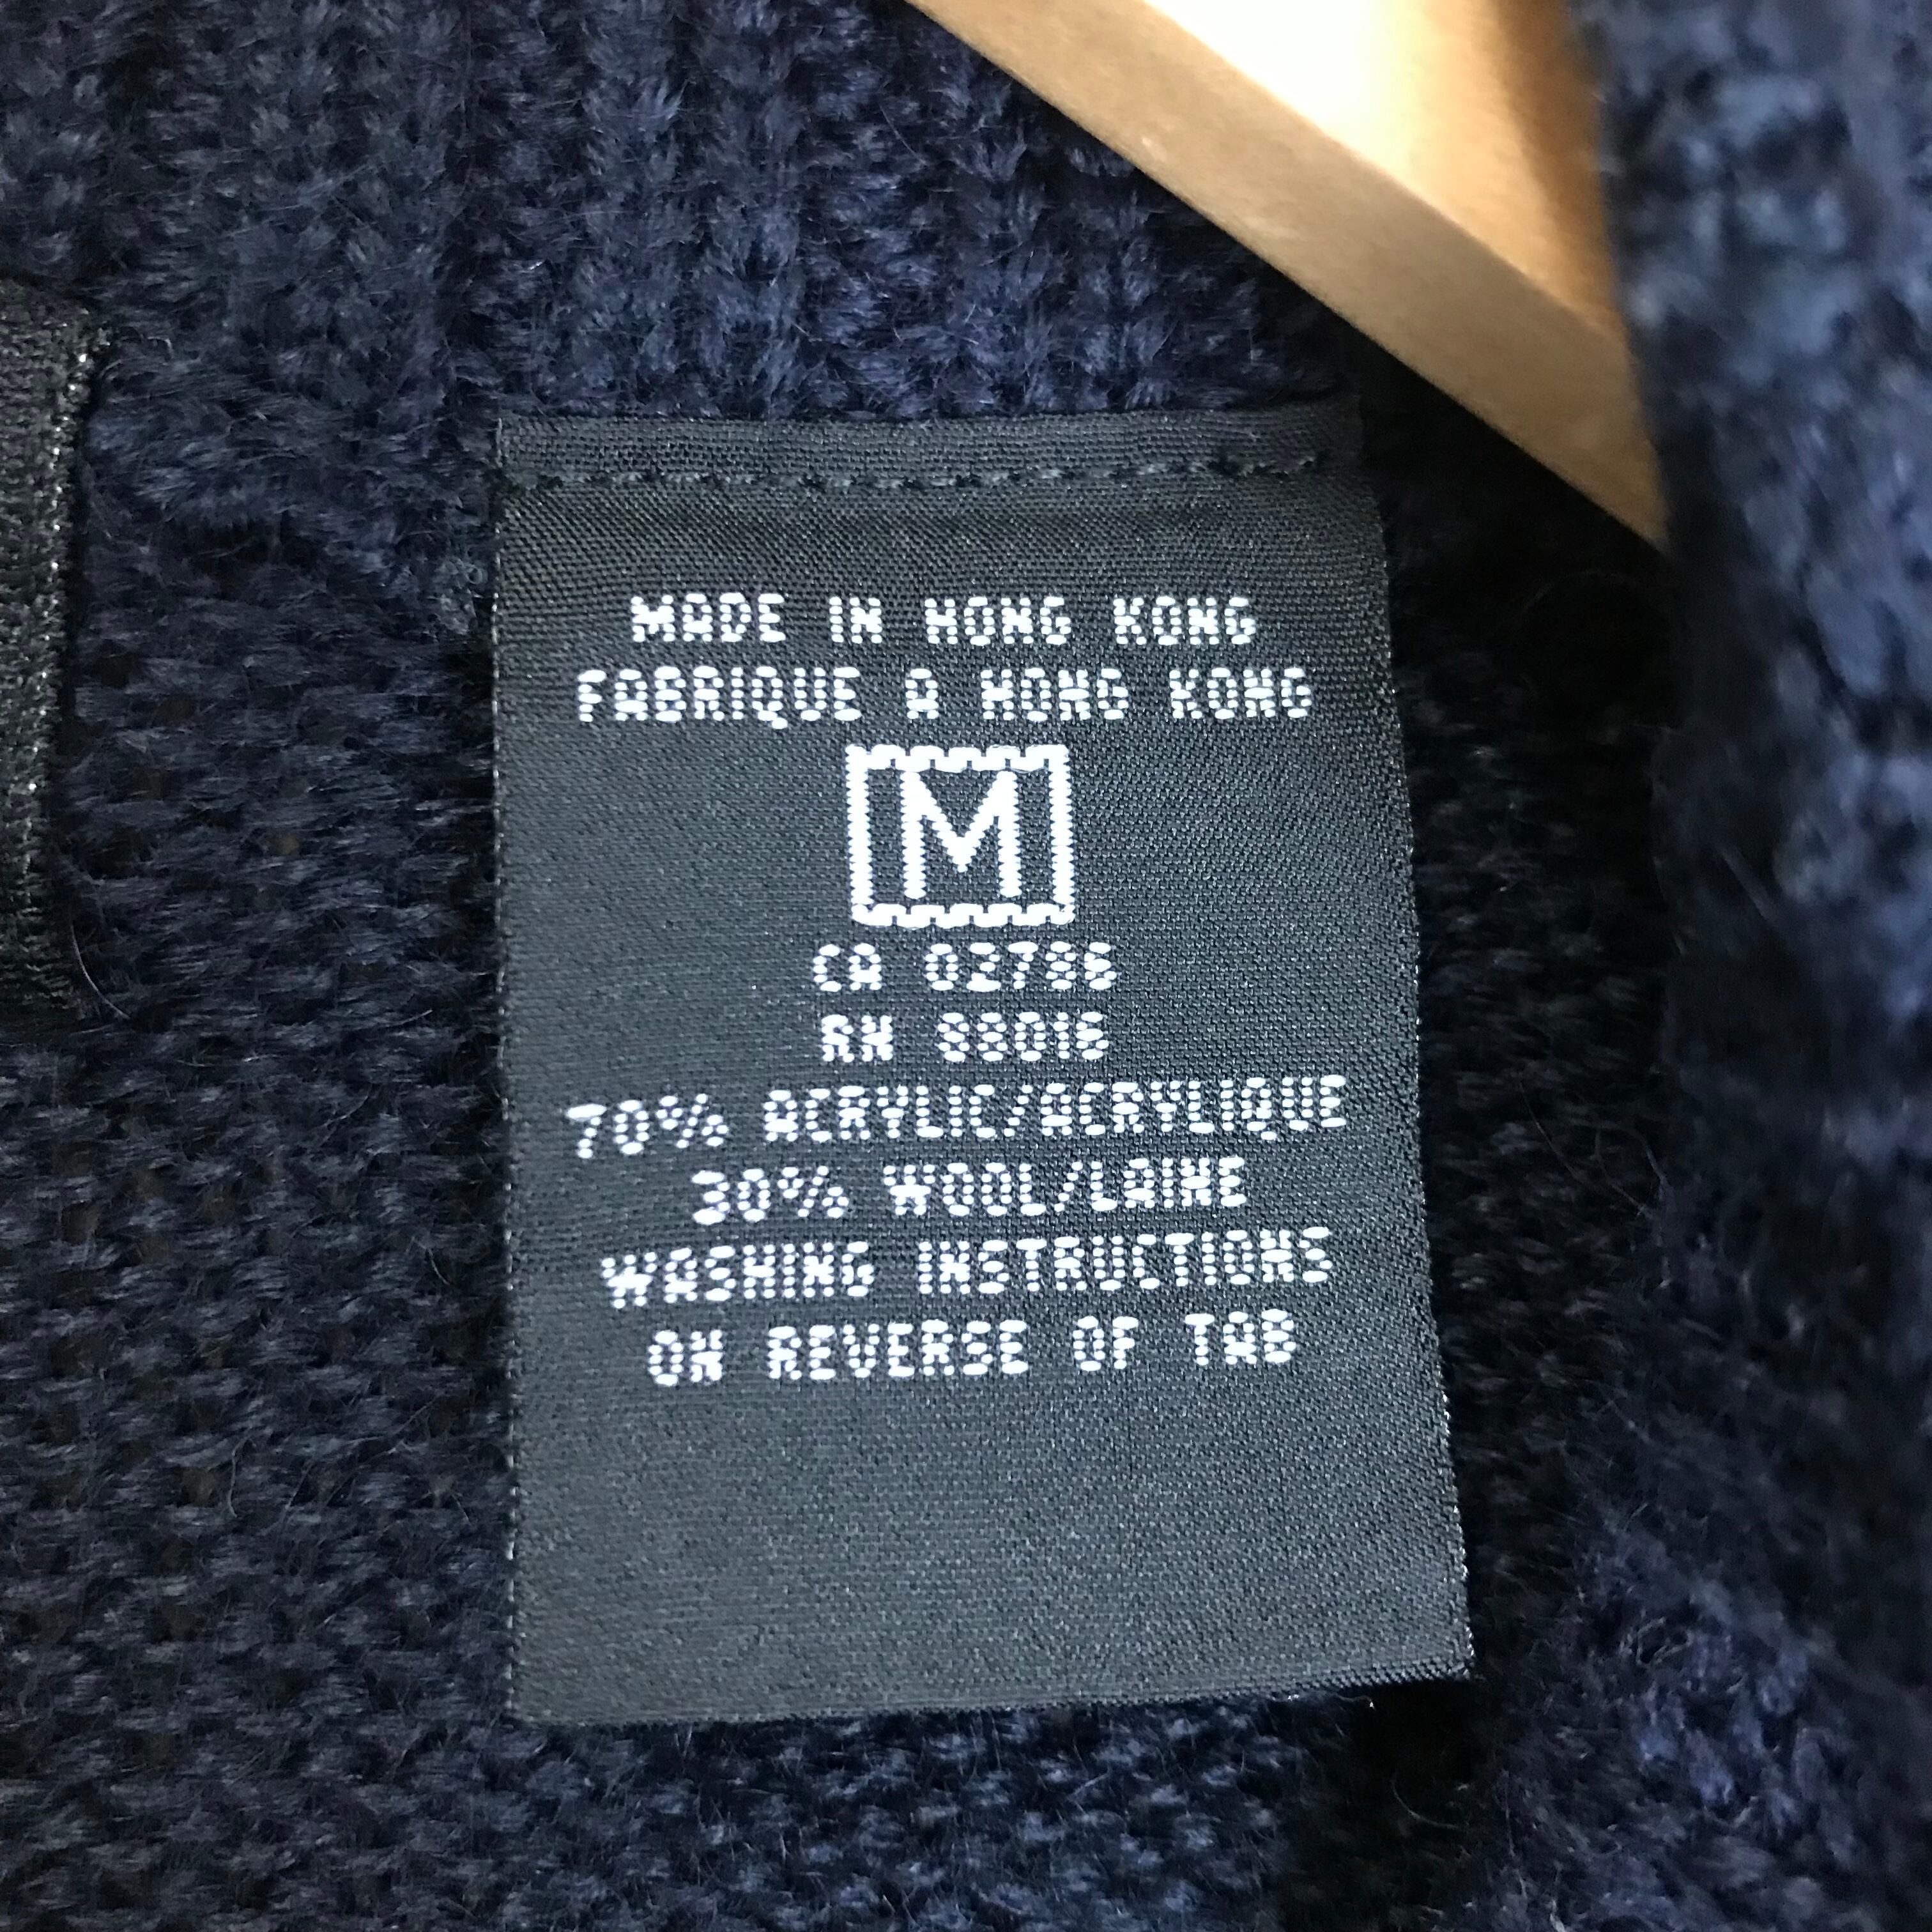 MADE IN HONG KONG
FABRIQUE A HONG KONG
M
CA 02786
RN 88016
70% ACRYLIC/ACRYLIQUE
30% WOOL/LAINE
WASHING INSTRUCTIONS
ON REVERSE OF TAB